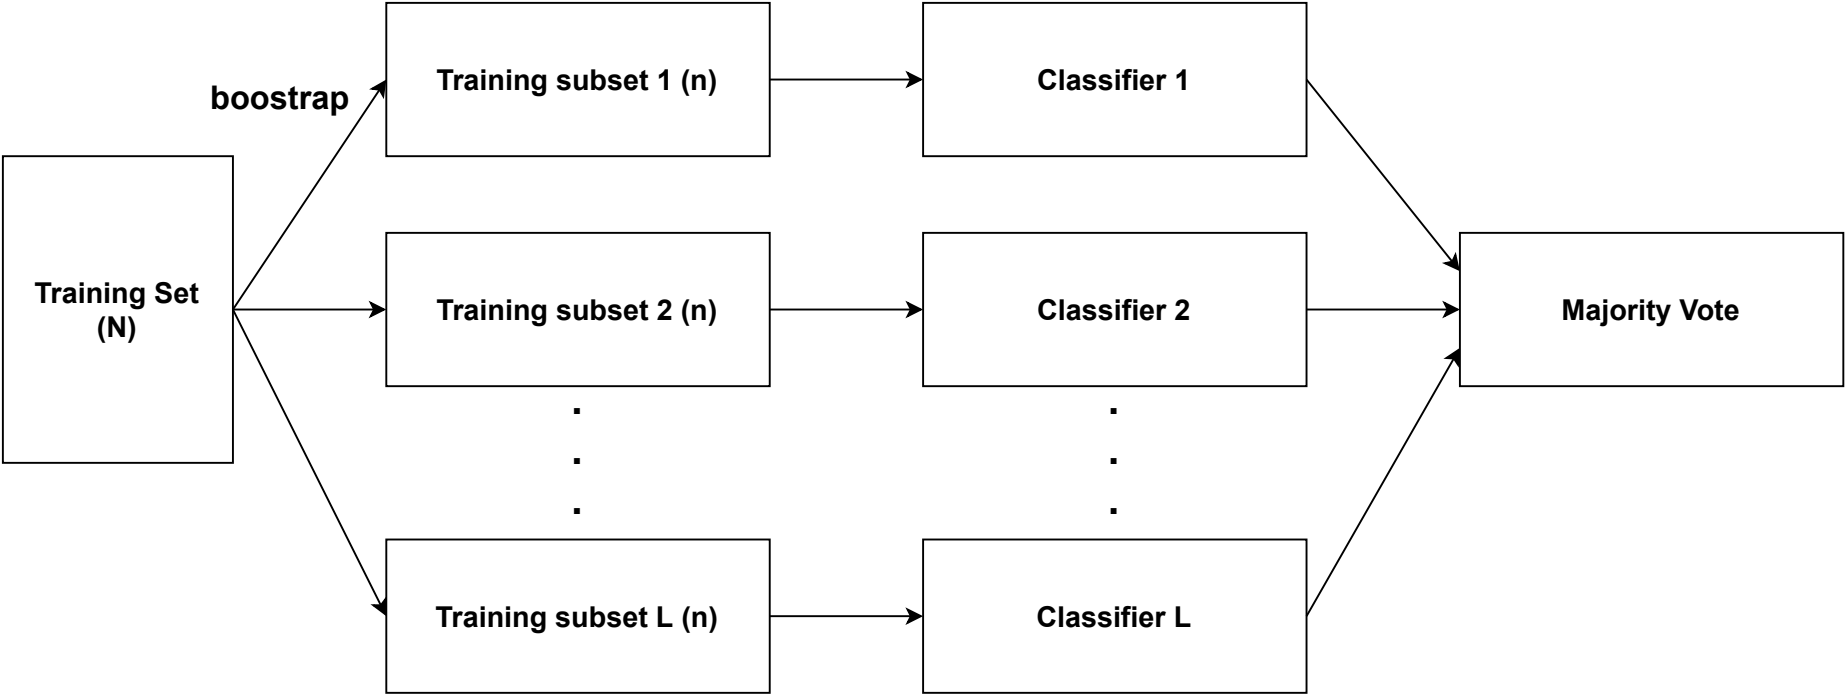 boostrap
Training Set
(N)
Training subset 1 (n)
Classifier 1
Training subset 2 (n)
Classifier 2
.
.
.
.
.
.
Training subset L (n)
Classifier L
Majority Vote